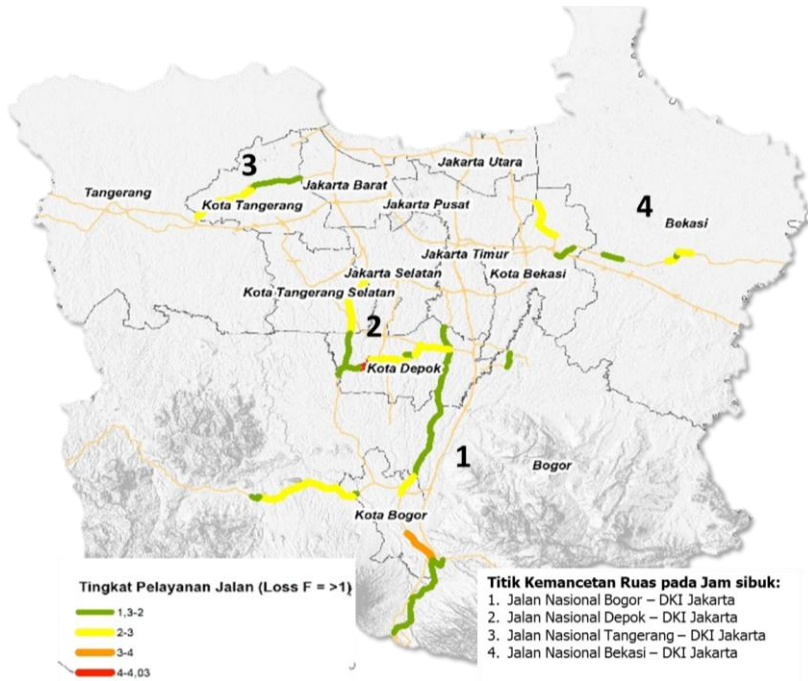 3
Jakarta Utara
Tangerang
Jakarta Barat
4
Kota Tangerang
Jakarta Pusat
Bekasi
Jakarta Timur
Jakarta Selatan
Kota Bekasi
Kota Tangerang Selatan
2
Kota Depok
1
Bogor
Kota Bogor
Tingkat Pelayanan Jalan (Loss F = >1)
1,3-2
2-3
3-4
4-4,03
Titik Kemancetan Ruas pada Jam sibuk:
1. Jalan Nasional Bogor – DKI Jakarta
2. Jalan Nasional Depok – DKI Jakarta
3. Jalan Nasional Tangerang – DKI Jakarta
4. Jalan Nasional Bekasi – DKI Jakarta